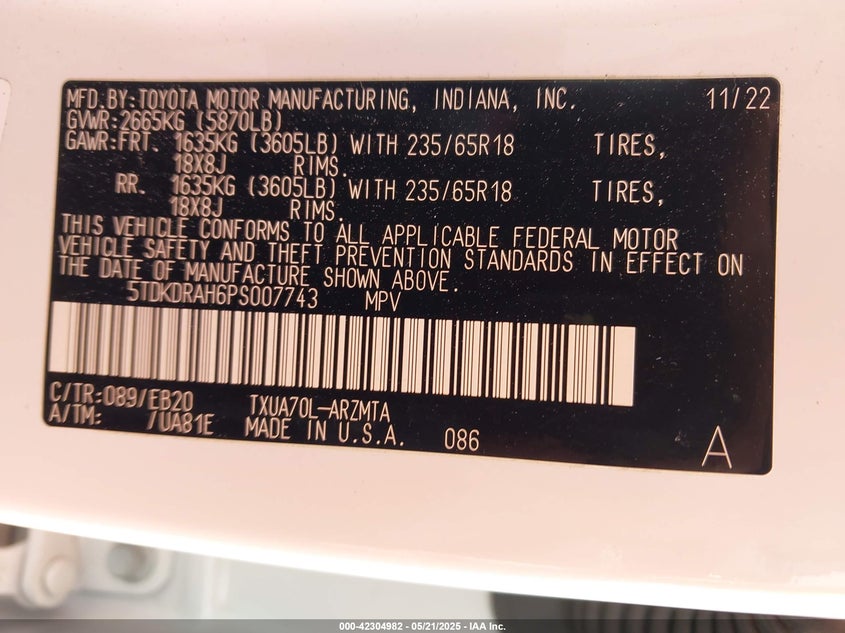 MFD.BY:TOYOTA MOTOR MANUFACTURING, INDIANA, INC. 11/22
GVWR:2665KG (5870LB)
GAWR:FRT. 1635KG (3605LB) WITH 235/65R18 TIRES,
18X8J RIMS.
RR. 1635KG (3605LB) WITH 235/65R18 TIRES,
18X8J RIMS.
THIS VEHICLE CONFORMS TO ALL APPLICABLE FEDERAL MOTOR
VEHICLE SAFETY AND THEFT PREVENTION STANDARDS IN EFFECT ON
THE DATE OF MANUFACTURE SHOWN ABOVE.
5TDKDRAH6PS007743 MPV
C/TR:089/EB20 TXUA70L-ARZMTA
A/TM: /UA81E MADE IN U.S.A. 086 A
000-42304982 - 05/21/2025 - IAA Inc.